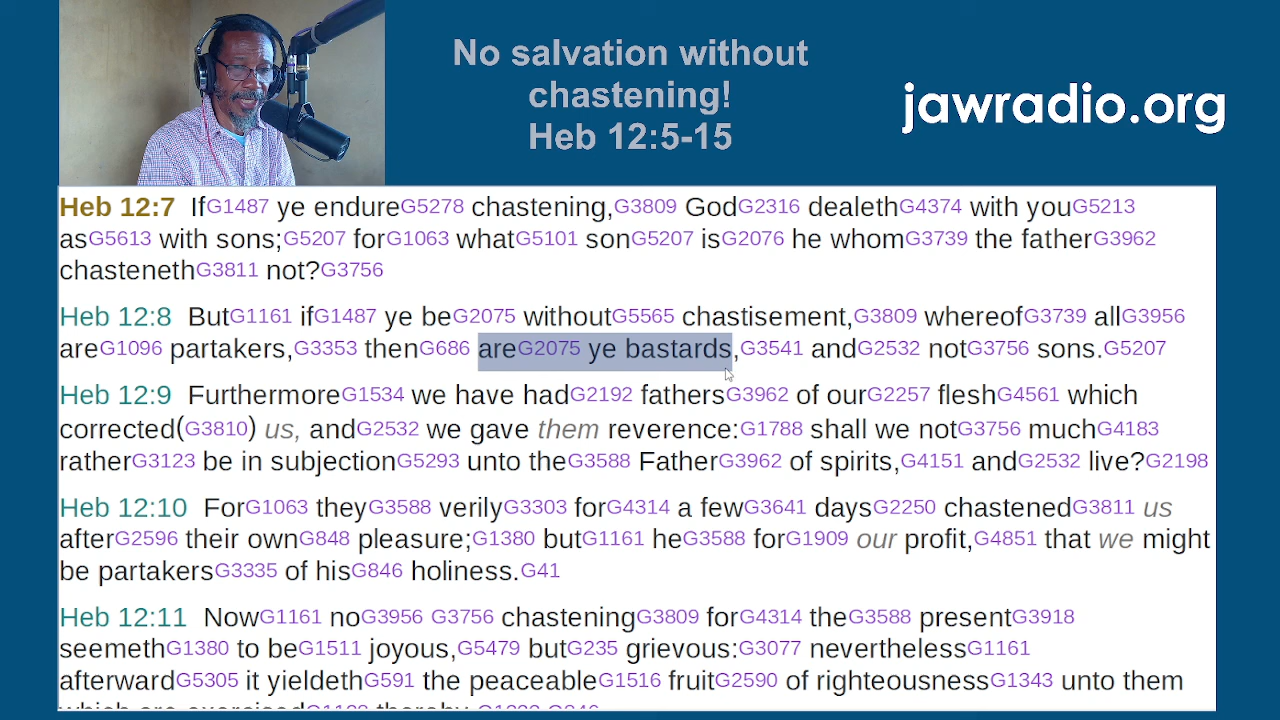 No salvation without
chastening!
Heb 12:5-15
jawradio.org
Heb 12:7 IfG1487 ye endureG5278 chastening,G3809 GodG2316 dealethG4374 with youG5213
asG5613 with sons;G5207 forG1063 whatG5101 sonG5207 isG2076 he whomG3739 the fatherG3962
chastenethG3811 not?G3756
Heb 12:8 ButG1161 ifG1487 ye beG2075 withoutG5565 chastisement,G3809 whereofG3739 allG3956
areG1096 partakers,G3353 thenG686 areG2075 ye bastards,G3541 andG2532 notG3756 sons.G5207
Heb 12:9 FurthermoreG1534 we have hadG2192 fathersG3962 of ourG2257 fleshG4561 which
corrected(G3810) us, andG2532 we gave them reverence:G1788 shall we notG3756 muchG4183
ratherG3123 be in subjectionG5293 unto theG3588 FatherG3962 of spirits,G4151 andG2532 live?G2198
Heb 12:10 ForG1063 theyG3588 verilyG3303 forG4314 a fewG3641 daysG2250 chastenedG3811 us
afterG2596 their ownG848 pleasure;G1380 butG1161 heG3588 forG1909 our profit,G4851 that we might
be partakersG3335 of hisG846 holiness.G41
Heb 12:11 NowG1161 noG3956 G3756 chasteningG3809 forG4314 theG3588 presentG3918
seemethG1380 to beG1511 joyous,G5479 butG235 grievous:G3077 neverthelessG1161
afterwardG5305 it yieldethG591 the peaceableG1516 fruitG2590 of righteousnessG1343 unto them
which are exercised thereby